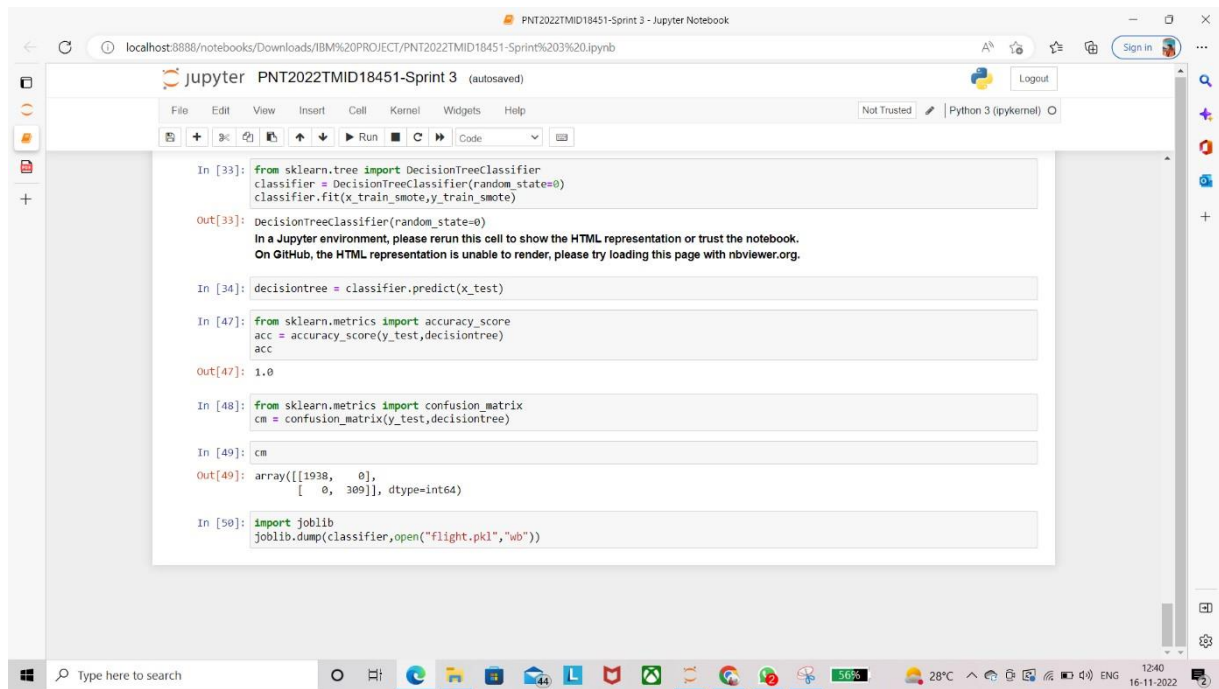 PNT2022TMID18451-Sprint 3 - Jupyter Notebook
localhost:8888/notebooks/Downloads/IBM%20PROJECT/PNT2022TMID18451-Sprint%203%20.ipynb
Sign in
jupyter PNT2022TMID18451-Sprint 3 (autosaved)
Logout
File Edit View Insert Cell Kernel Widgets Help
Not Trusted Python 3 (ipykernel)
Run Code
In [33]: from sklearn.tree import DecisionTreeClassifier
classifier = DecisionTreeClassifier(random_state=0)
classifier.fit(x_train_smote,y_train_smote)
Out[33]: DecisionTreeClassifier(random_state=0)
In a Jupyter environment, please rerun this cell to show the HTML representation or trust the notebook.
On GitHub, the HTML representation is unable to render, please try loading this page with nbviewer.org.
In [34]: decisiontree = classifier.predict(x_test)
In [47]: from sklearn.metrics import accuracy_score
acc = accuracy_score(y_test,decisiontree)
acc
Out[47]: 1.0
In [48]: from sklearn.metrics import confusion_matrix
cm = confusion_matrix(y_test,decisiontree)
In [49]: cm
Out[49]: array([[1938, 0],
[ 0, 309]], dtype=int64)
In [50]: import joblib
joblib.dump(classifier,open("flight.pkl","wb"))
Type here to search
44
L
2
56%
28°C
ENG
12:40
16-11-2022
2